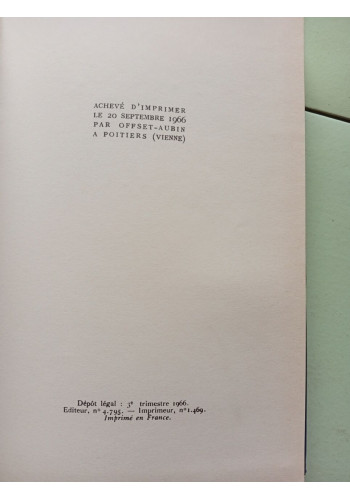 ACHEVÉ D'IMPRIMER
LE 20 SEPTEMBRE 1966
PAR OFFSET-AUBIN
A POITIERS (VIENNE)
Dépôt légal : 3e trimestre 1966.
Editeur, n° 4.795. — Imprimeur, n° 1.469.
Imprimé en France.